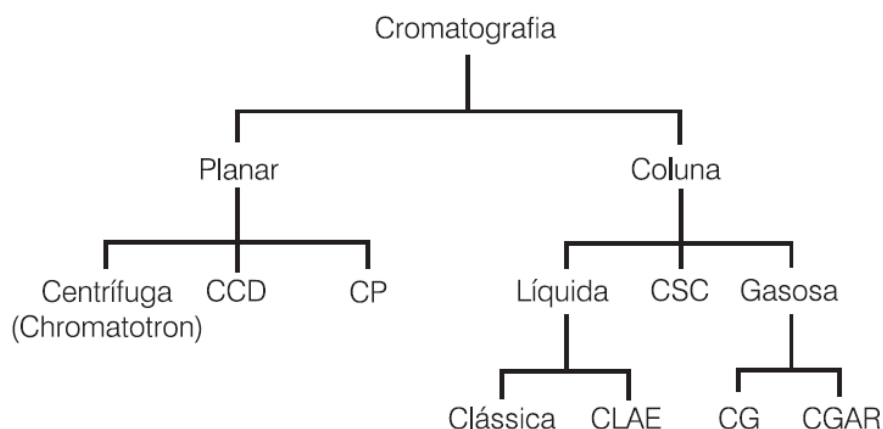 Cromatografia
Planar
Coluna
Centrífuga
(Chromatotron)
CCD
CP
Líquida
CSC
Gasosa
Clássica
CLAE
CG
CGAR